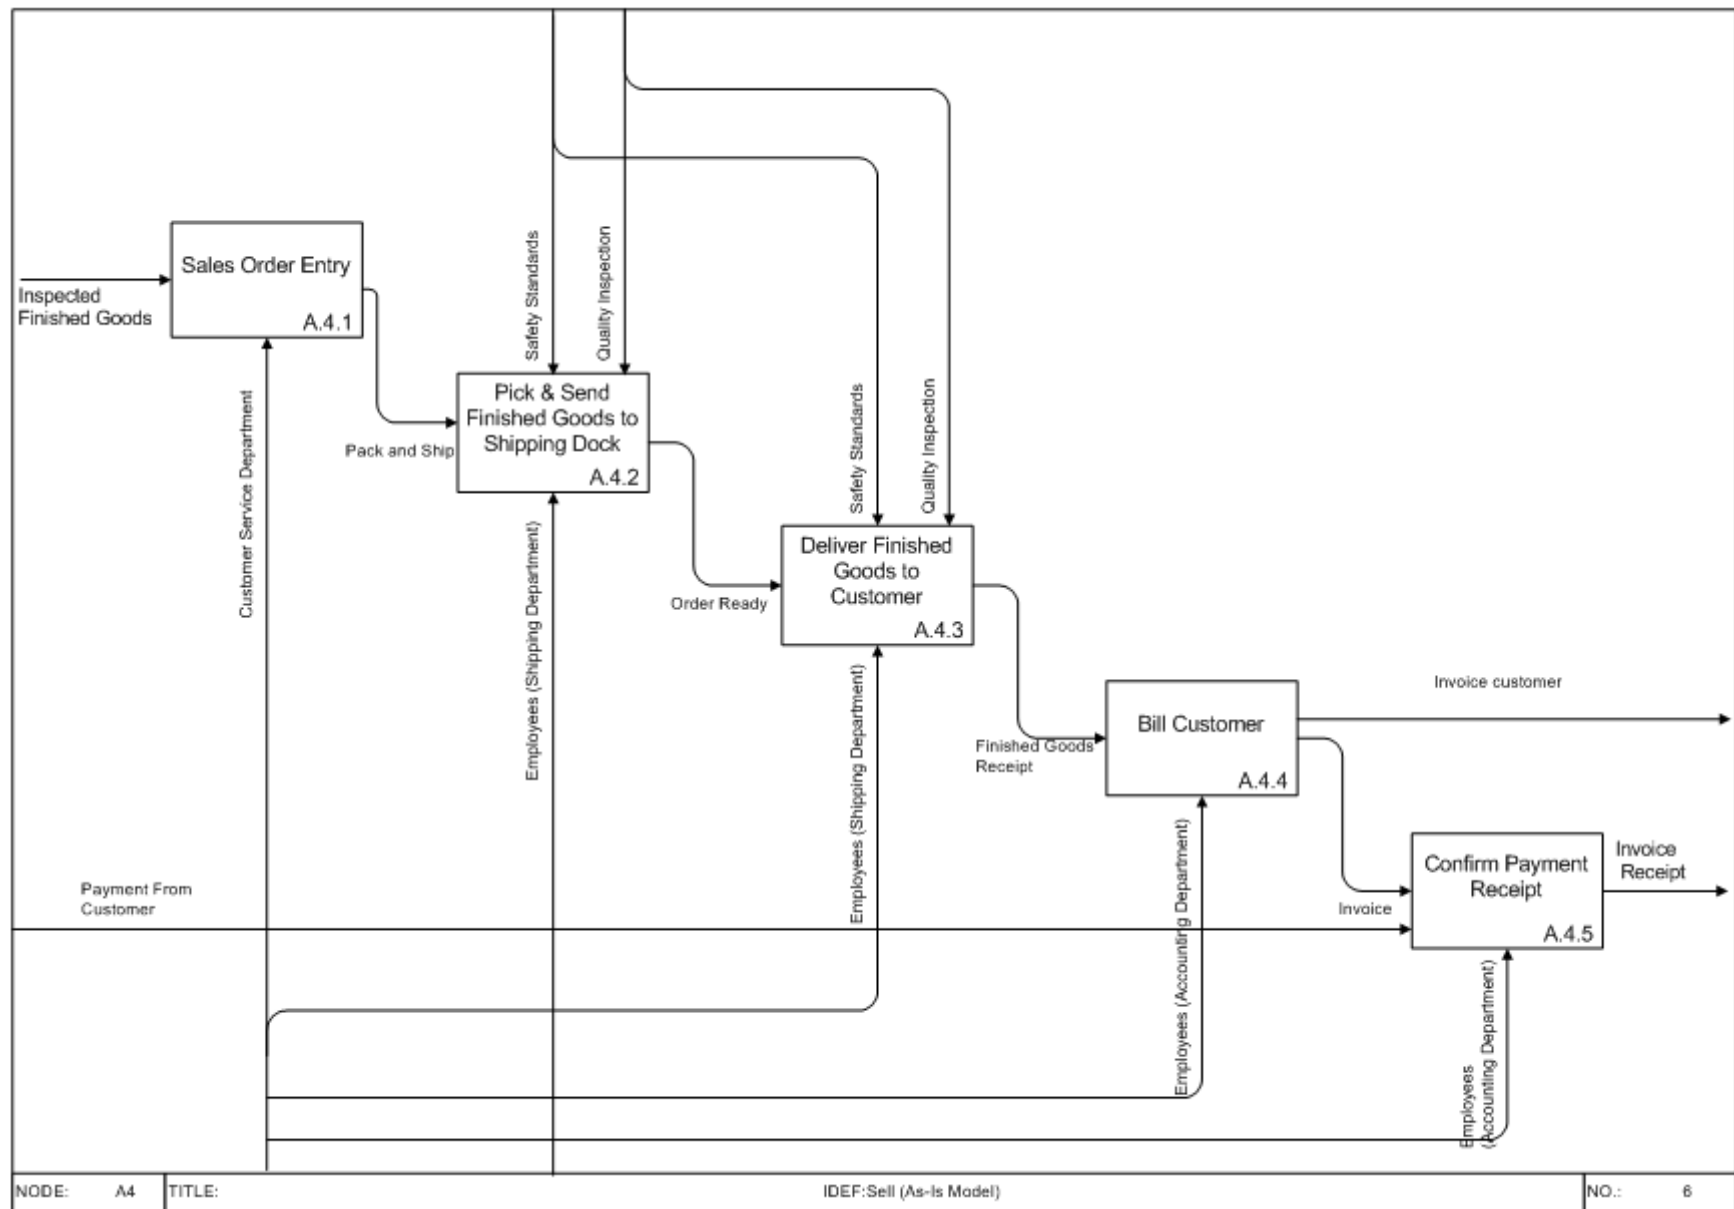 Sales Order Entry
A.4.1
Inspected
Finished Goods
Safety Standards
Quality Inspection
Customer Service Department
Pick & Send
Finished Goods to
Shipping Dock
A.4.2
Pack and Ship
Safety Standards
Quality Inspection
Employees (Shipping Department)
Order Ready
Deliver Finished
Goods to
Customer
A.4.3
Employees (Shipping Department)
Finished Goods
Receipt
Bill Customer
A.4.4
Invoice customer
Employees (Accounting Department)
Invoice
Confirm Payment
Receipt
A.4.5
Invoice
Receipt
Payment From
Customer
Employees
(Accounting Department)
NODE: A4 TITLE: IDEF:Sell (As-Is Model) NO.: 6